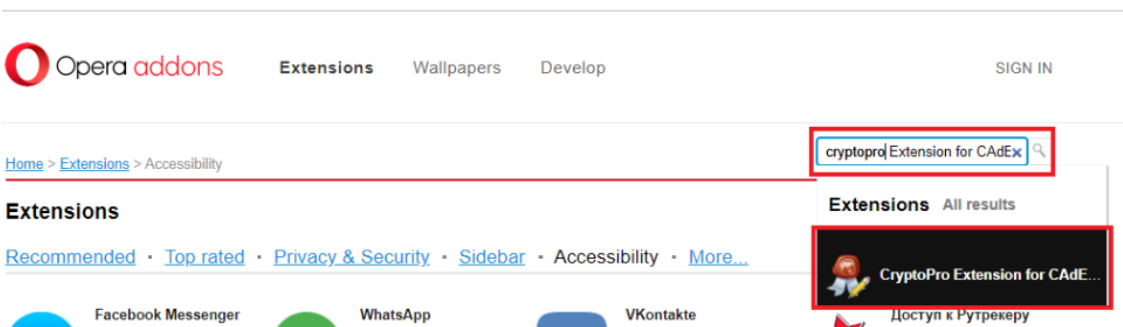 Opera addons Extensions Wallpapers Develop SIGN IN
cryptopro Extension for CAdE
Home > Extensions > Accessibility
Extensions All results
Extensions
Recommended · Top rated · Privacy & Security · Sidebar · Accessibility · More...
CryptoPro Extension for CAdE...
Facebook Messenger WhatsApp VKontakte Доступ к Рутрекеру